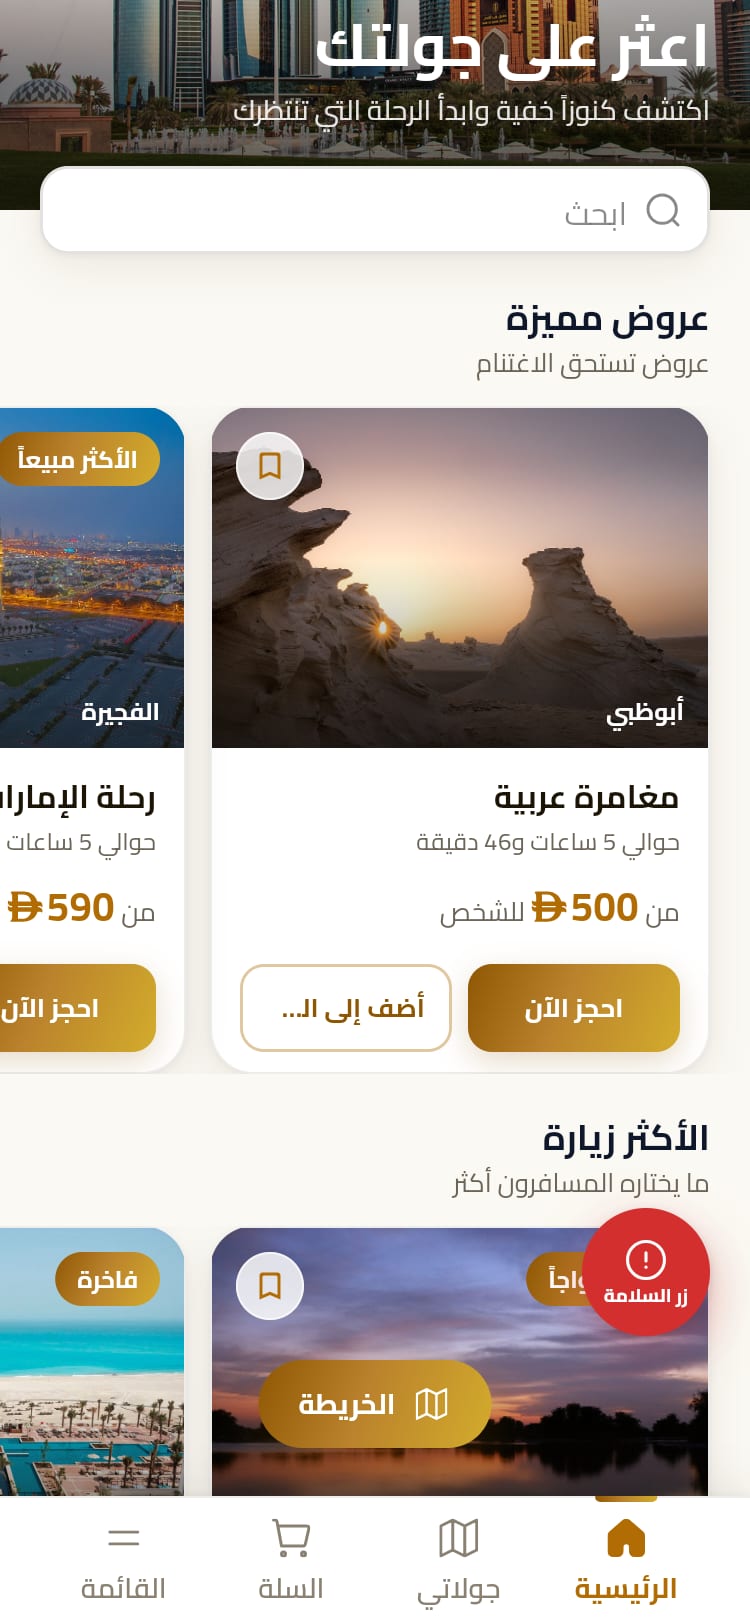 اعثر على جولتك
اكتشف كنوزاً خفية وابدأ الرحلة التي تنتظرك
ابحث
عروض مميزة
عروض تستحق الاغتنام
أبوظبي
مغامرة عربية
حوالي 5 ساعات و46 دقيقة
من 500 للشخص
احجز الآن
أضف إلى الـ...
الأكثر مبيعاً
الفجيرة
رحلة
حوالي 5 ساعات
من 590
احجز الآن
الأكثر زيارة
ما يختاره المسافرون أكثر
زر السلامة
الخريطة
فاخرة
الرئيسية
جولاتي
السلة
القائمة